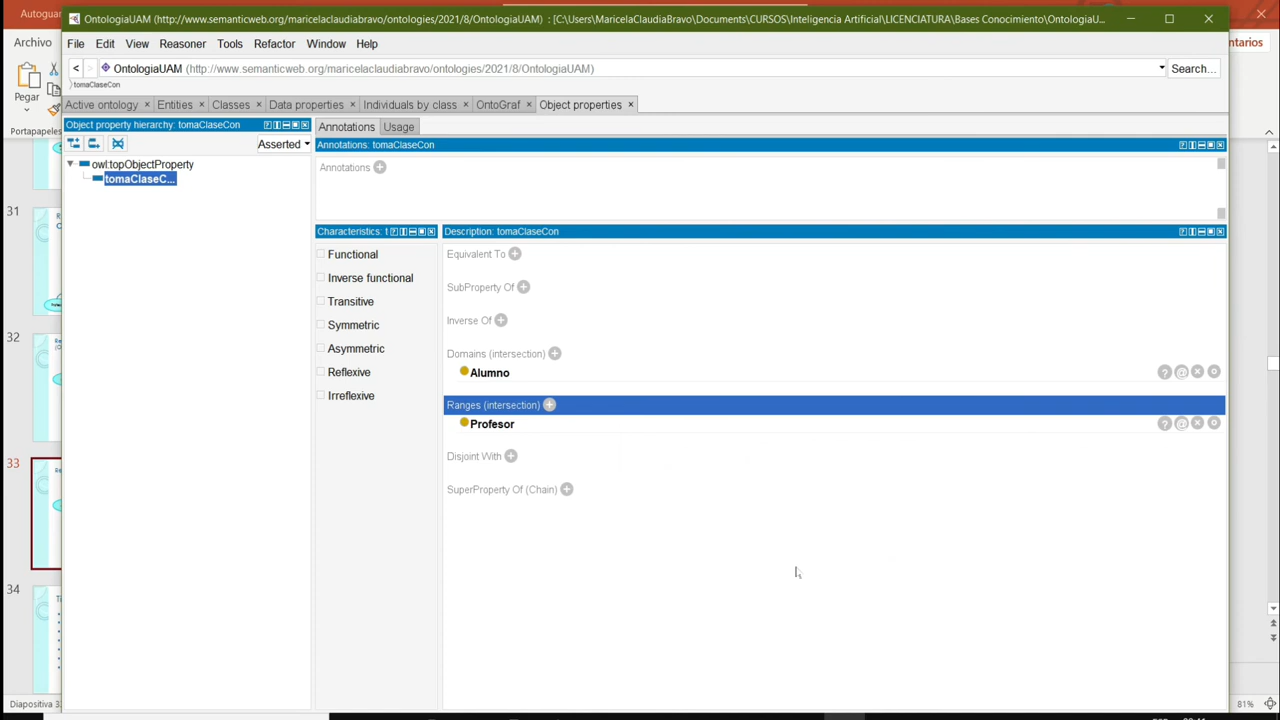 Autoguar
OntologiaUAM (http://www.semanticweb.org/maricelaclaudiabravo/ontologies/2021/8/OntologiaUAM) : [C:\Users\MaricelaClaudiaBravo\Documents\CURSOS\Inteligencia Artificial\LICENCIATURA\Bases Conocimiento\OntologiaU...
Archivo
File Edit View Reasoner Tools Refactor Window Help
ntarios
< > OntologiaUAM (http://www.semanticweb.org/maricelaclaudiabravo/ontologies/2021/8/OntologiaUAM) Search...
tomaClaseCon
Pegar
Active ontology × Entities × Classes × Data properties × Individuals by class × OntoGraf × Object properties ×
Portapapeles
Object property hierarchy: tomaClaseCon
Asserted
owl:topObjectProperty
tomaClaseC...
Annotations Usage
Annotations: tomaClaseCon
Annotations
Characteristics: t
Functional
Inverse functional
Transitive
Symmetric
Asymmetric
Reflexive
Irreflexive
Description: tomaClaseCon
Equivalent To
SubProperty Of
Inverse Of
Domains (intersection)
Alumno
Ranges (intersection)
Profesor
Disjoint With
SuperProperty Of (Chain)
31
32
33
34
Diapositiva 3
81%